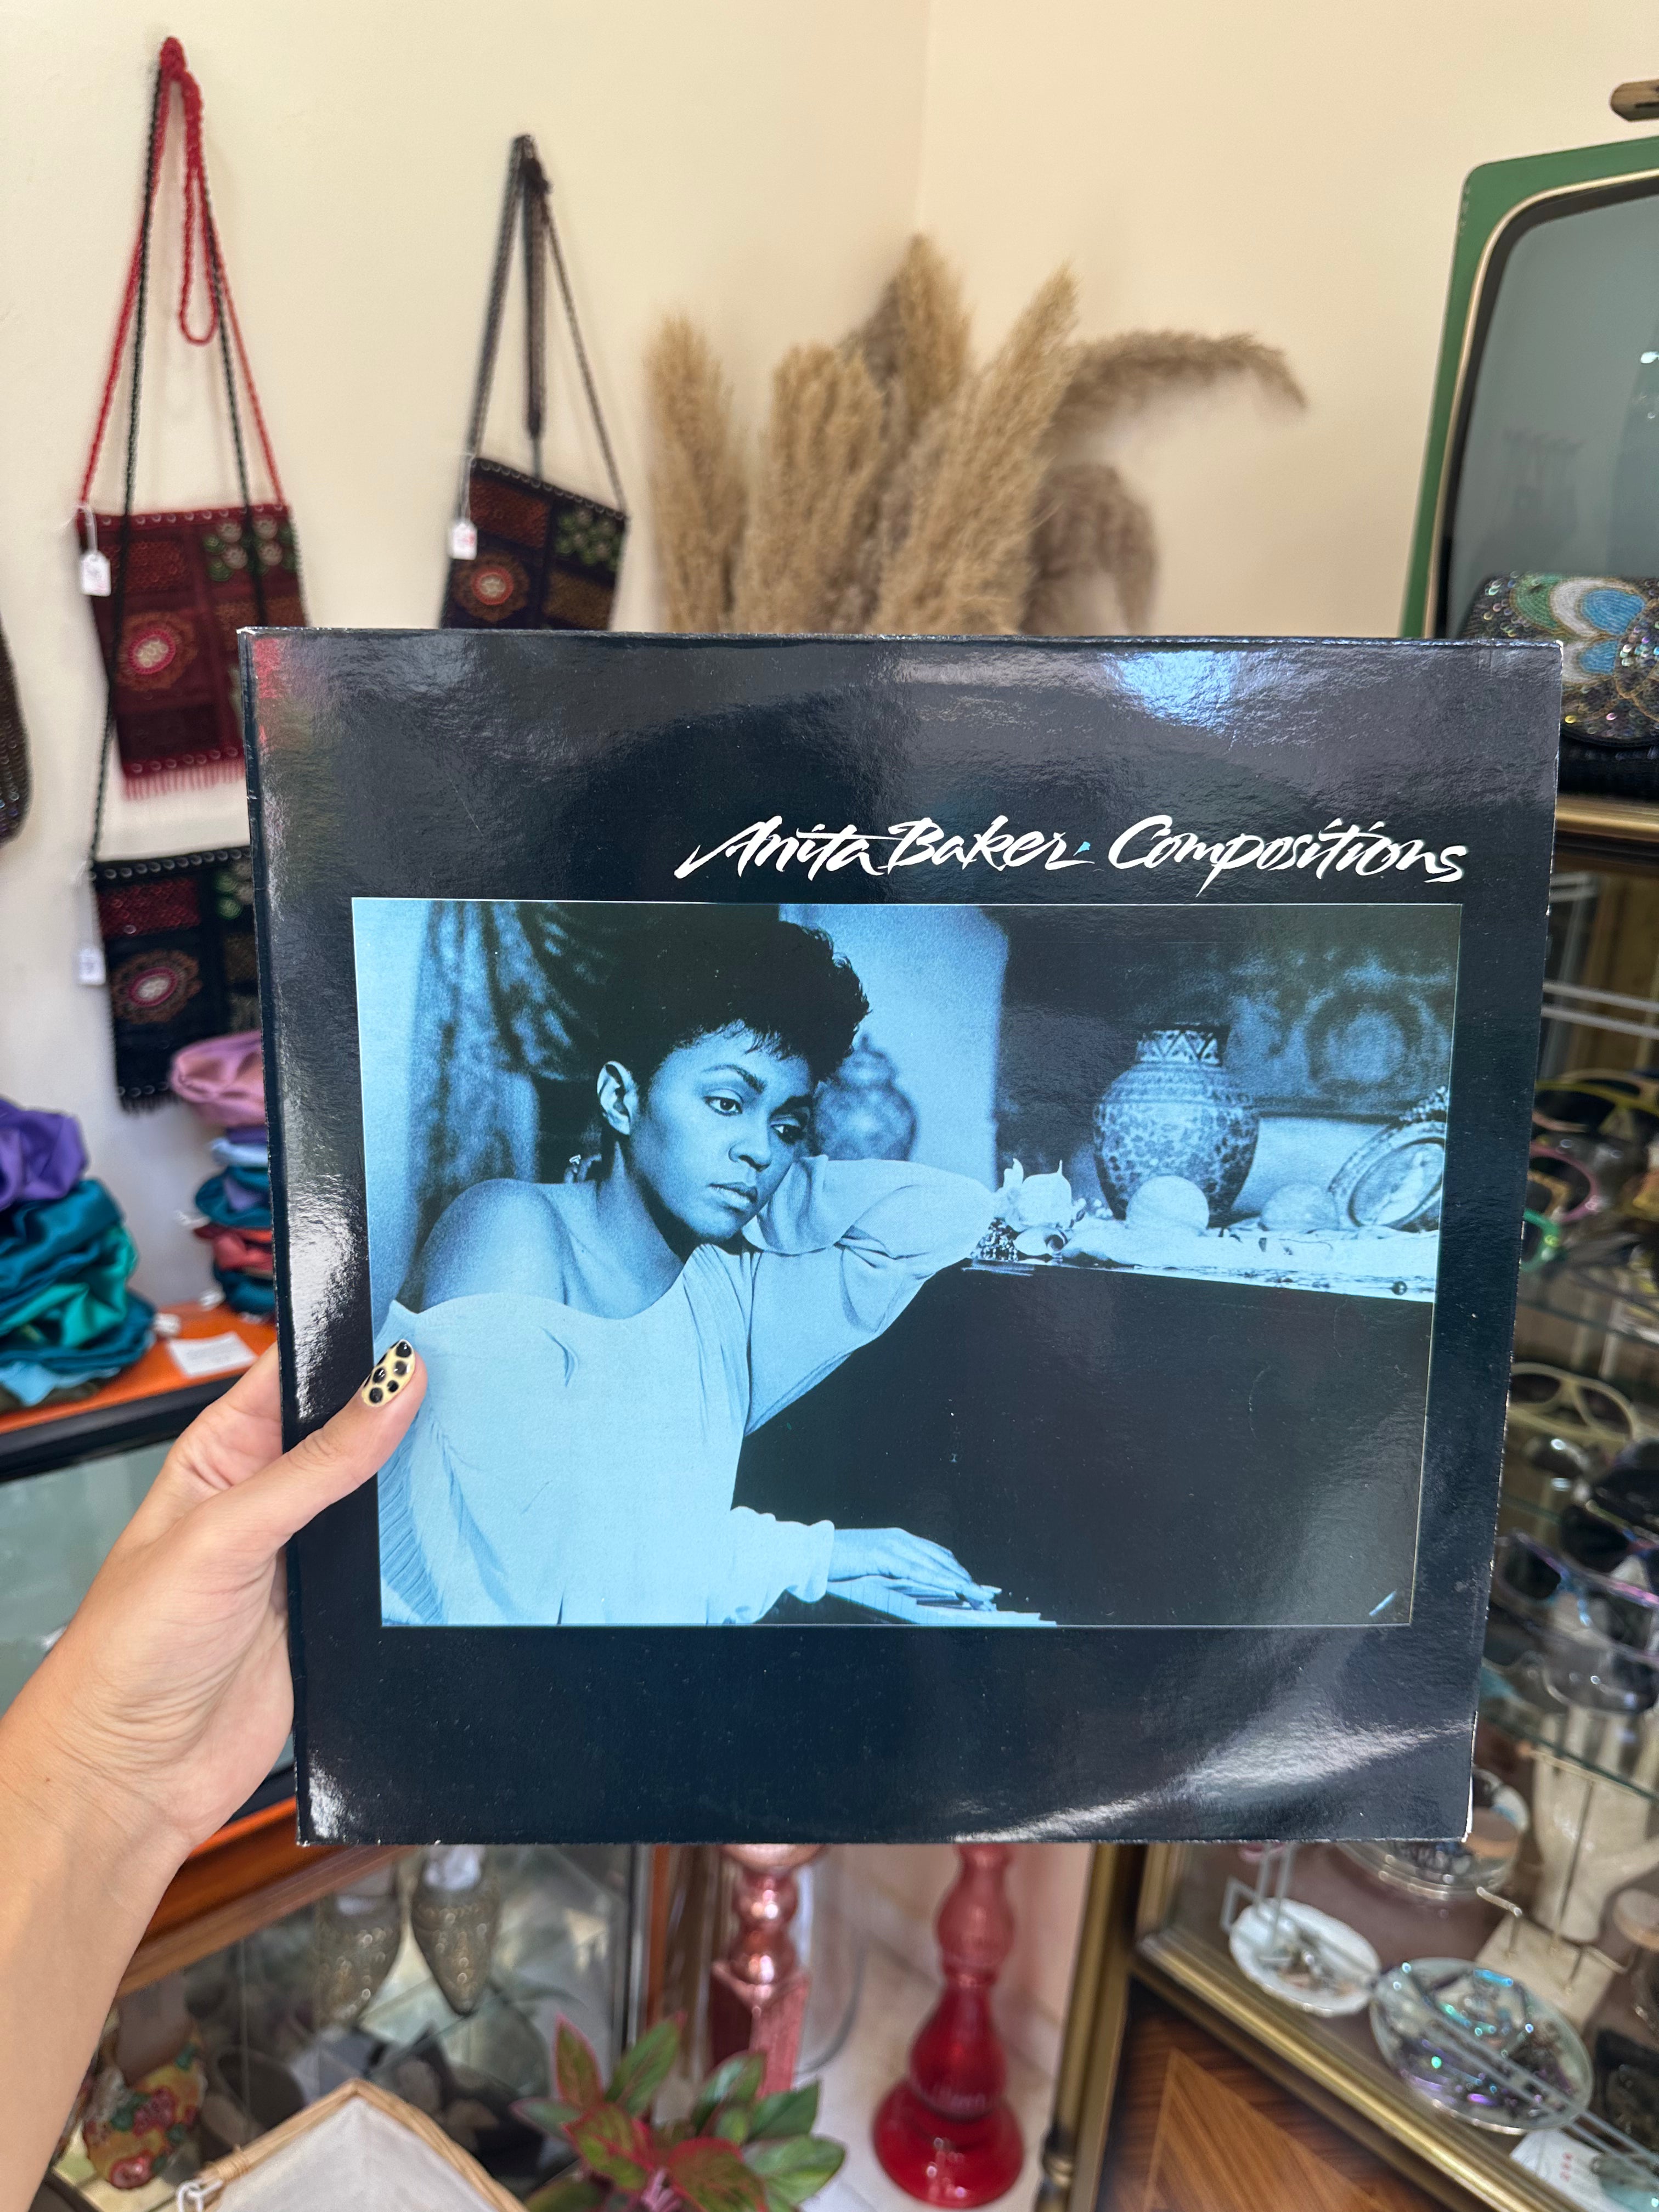 Anita Baker · Compositions